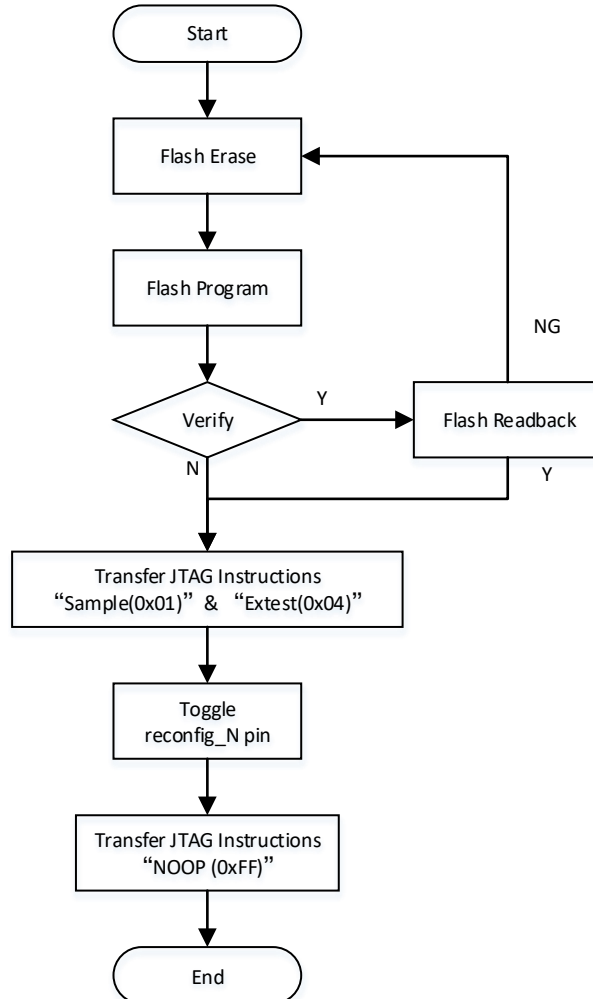 Start
Flash Erase
Flash Program
NG
Y
Verify
Flash Readback
N
Y
Transfer JTAG Instructions
“Sample(0x01)” & “Extest(0x04)”
Toggle
reconfig_N pin
Transfer JTAG Instructions
“NOOP (0xFF)”
End